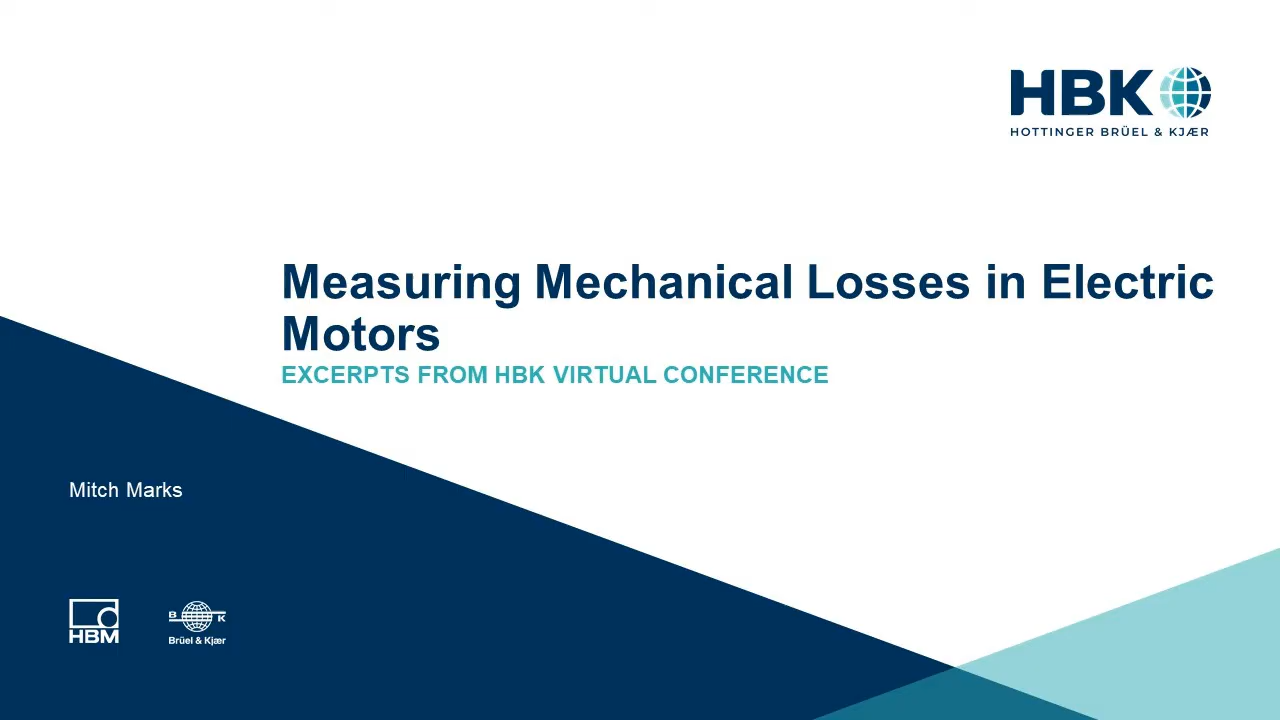 HBK
HOTTINGER BRÜEL & KJÆR
Measuring Mechanical Losses in Electric
Motors
EXCERPTS FROM HBK VIRTUAL CONFERENCE
Mitch Marks
HBM
B K
Brüel & Kjær